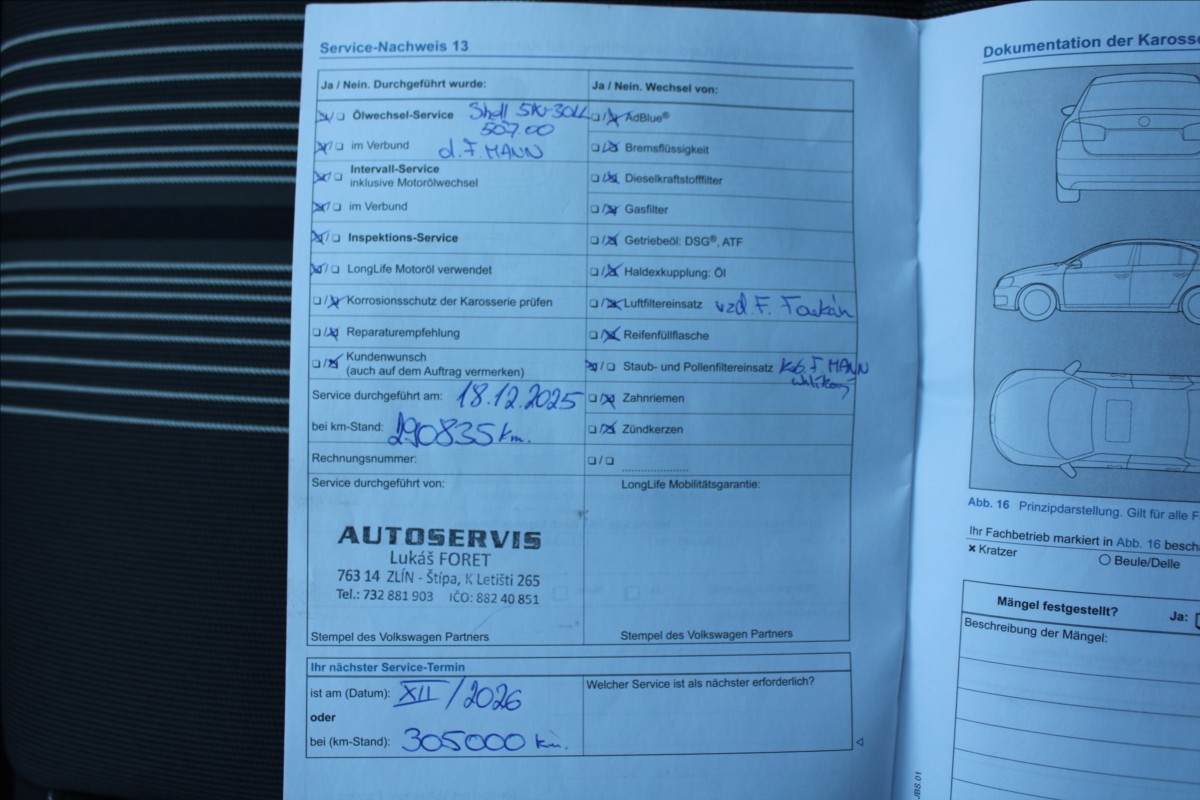 Service-Nachweis 13
Ja / Nein. Durchgeführt wurde:
Ölwechsel-Service Shell 5W-30LL
507.00
im Verbund o.F. MANN
Intervall-Service
inklusive Motorölwechsel
im Verbund
Inspektions-Service
LongLife Motoröl verwendet
Korrosionsschutz der Karosserie prüfen
Reparaturempfehlung
Kundenwunsch
(auch auf dem Auftrag vermerken)
Service durchgeführt am: 18.12.2025
bei km-Stand: 290835 km.
Rechnungsnummer:
Service durchgeführt von:
AUTOSERVIS
Lukáš FORET
763 14 ZLÍN - Štípa, K Letišti 265
Tel.: 732 881 903 IČO: 882 40 851
Stempel des Volkswagen Partners
Ja / Nein. Wechsel von:
AdBlue®
Bremsflüssigkeit
Dieselkraftstofffilter
Gasfilter
Getriebeöl: DSG®, ATF
Haldexkupplung: Öl
Luftfiltereinsatz vzd. F.
Reifenfüllflasche
Staub- und Pollenfiltereinsatz kab. F. MANN
Zahnriemen
Zündkerzen
LongLife Mobilitätsgarantie:
Stempel des Volkswagen Partners
Ihr nächster Service-Termin
ist am (Datum): XII/2026
oder
bei (km-Stand): 305000 km.
Welcher Service ist als nächster erforderlich?
Dokumentation der Karosse
Abb. 16 Prinzipdarstellung. Gilt für alle F
Ihr Fachbetrieb markiert in Abb. 16 besch
Kratzer
Beule/Delle
Mängel festgestellt? Ja:
Beschreibung der Mängel:
JBS.01